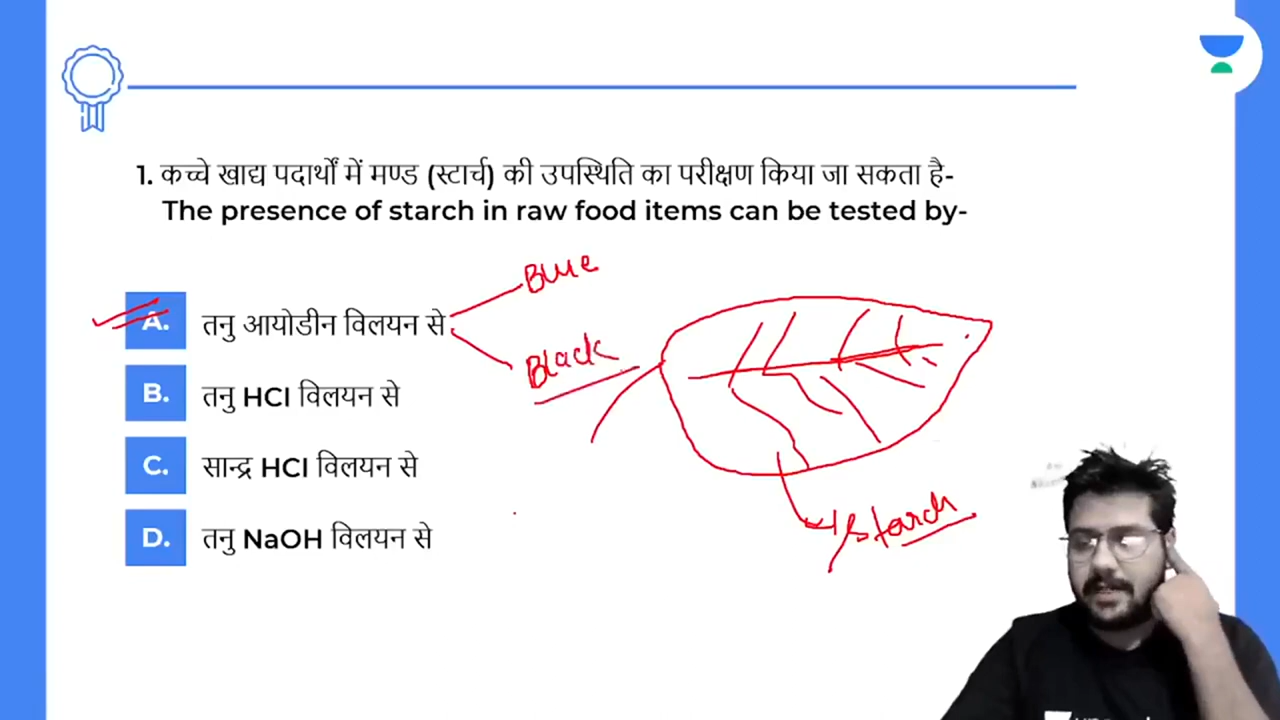 1. कच्चे खाद्य पदार्थों में मण्ड (स्टार्च) की उपस्थिति का परीक्षण किया जा सकता है-
The presence of starch in raw food items can be tested by-
Blue
A. तनु आयोडीन विलयन से
Black
B. तनु HCl विलयन से
C. सान्द्र HCl विलयन से
Starch
D. तनु NaOH विलयन से